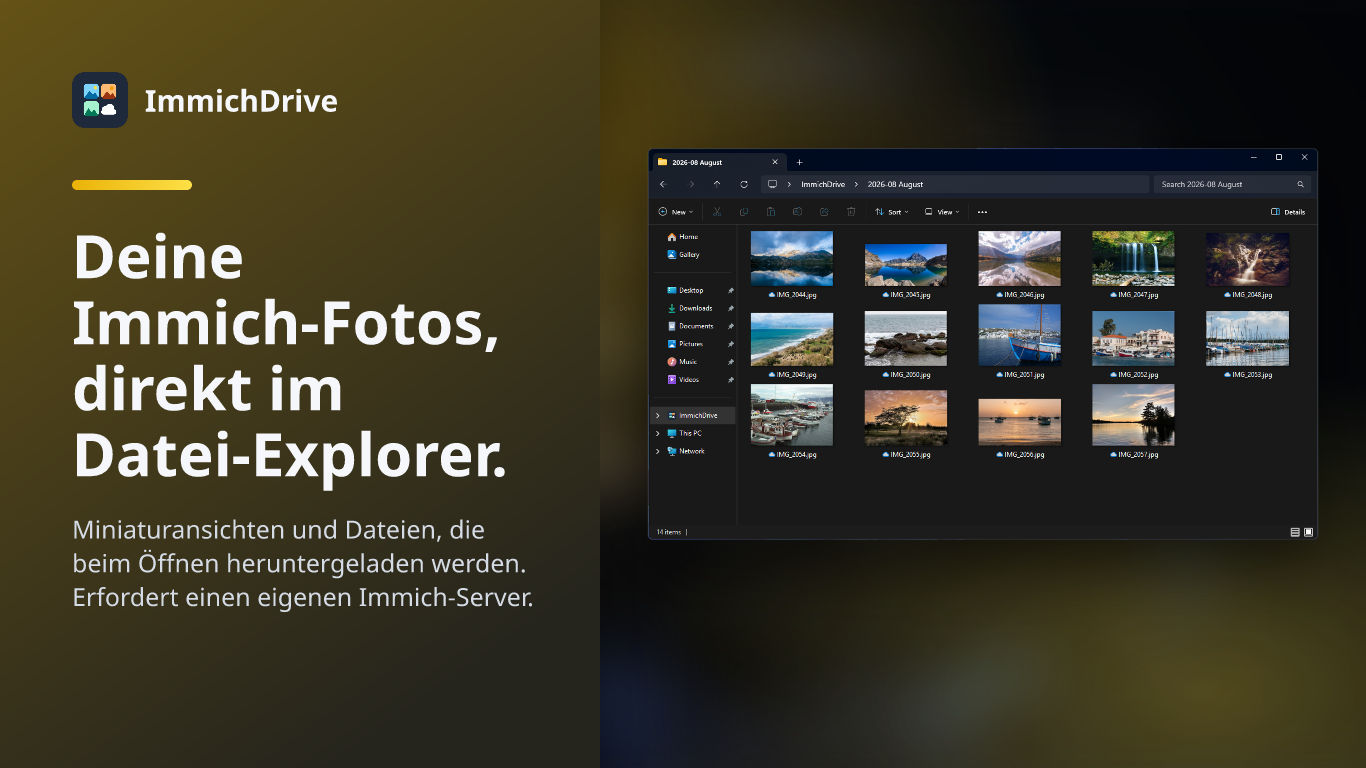 ImmichDrive
Deine
Immich-Fotos,
direkt im
Datei-Explorer.
Miniaturansichten und Dateien, die
beim Öffnen heruntergeladen werden.
Erfordert einen eigenen Immich-Server.
2026-08 August
ImmichDrive 2026-08 August
Search 2026-08 August
New Sort View Details
Home
Gallery
Desktop
Downloads
Documents
Pictures
Music
Videos
ImmichDrive
This PC
Network
IMG_2044.jpg IMG_2045.jpg IMG_2046.jpg IMG_2047.jpg IMG_2048.jpg
IMG_2049.jpg IMG_2050.jpg IMG_2051.jpg IMG_2052.jpg IMG_2053.jpg
IMG_2054.jpg IMG_2055.jpg IMG_2056.jpg IMG_2057.jpg
14 items